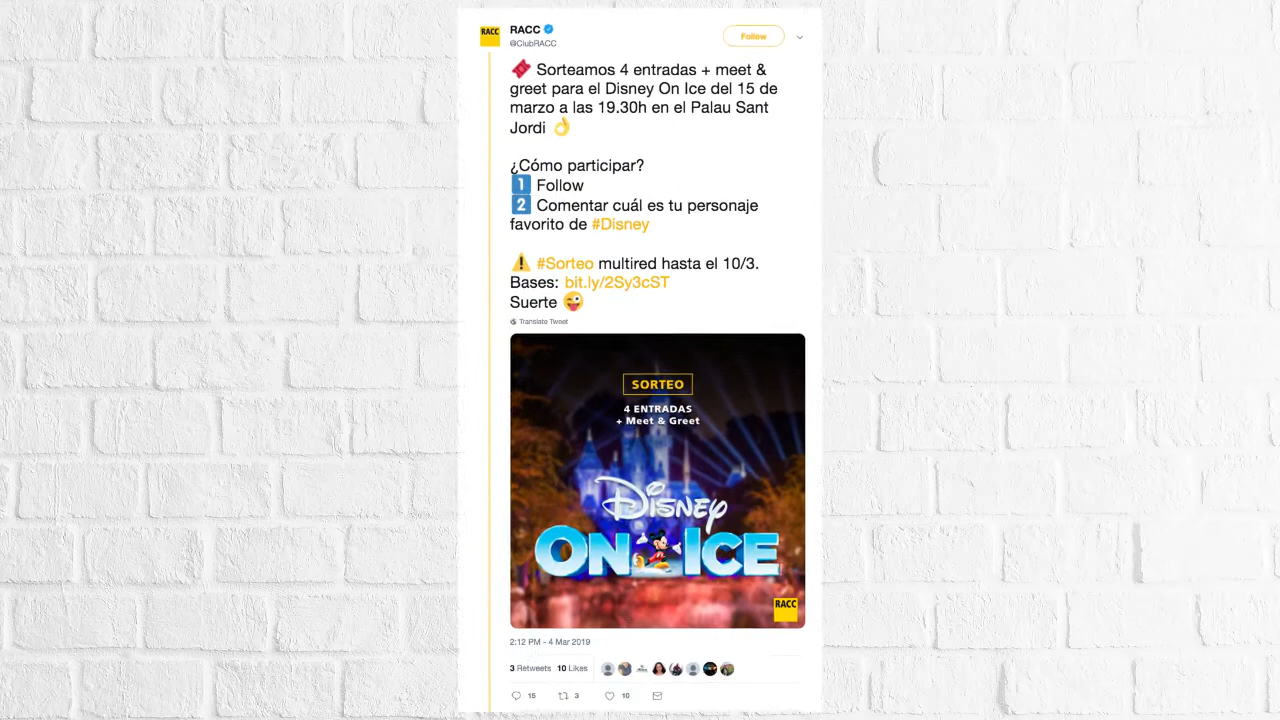 RACC
RACC
@ClubRACC
Follow
Sorteamos 4 entradas + meet &
greet para el Disney On Ice del 15 de
marzo a las 19.30h en el Palau Sant
Jordi 👌
¿Cómo participar?
1️⃣ Follow
2️⃣ Comentar cuál es tu personaje
favorito de #Disney
⚠️ #Sorteo multired hasta el 10/3.
Bases: bit.ly/2Sy3cST
Suerte 😜
Translate Tweet
SORTEO
4 ENTRADAS
+ Meet & Greet
Disney
ON ICE
RACC
2:12 PM - 4 Mar 2019
3 Retweets 10 Likes
15 3 10